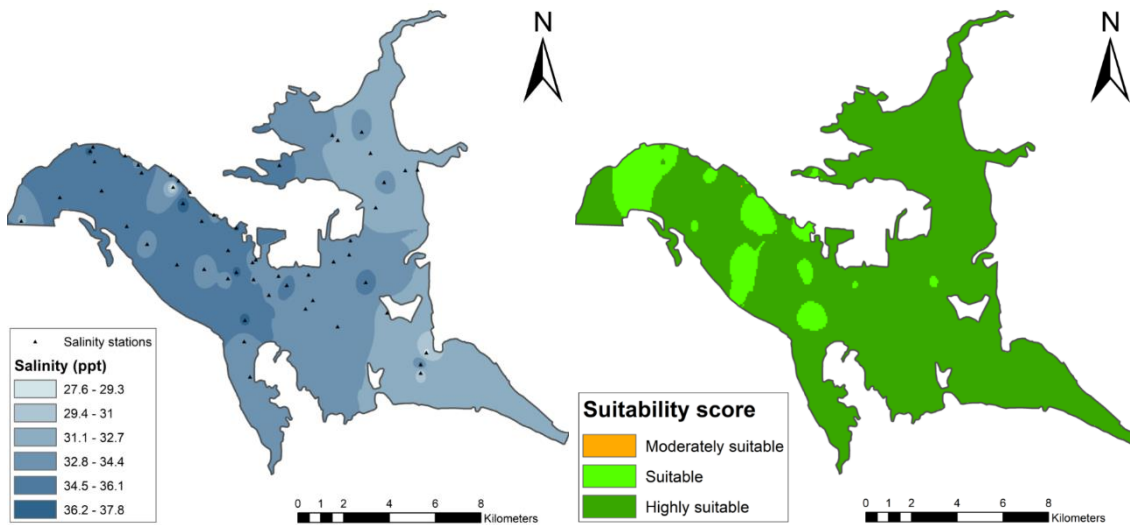 N
Salinity stations
Salinity (ppt)
27.6 - 29.3
29.4 - 31
31.1 - 32.7
32.8 - 34.4
34.5 - 36.1
36.2 - 37.8
0 1 2 4 6 8
Kilometers
N
Suitability score
Moderately suitable
Suitable
Highly suitable
0 1 2 4 6 8
Kilometers